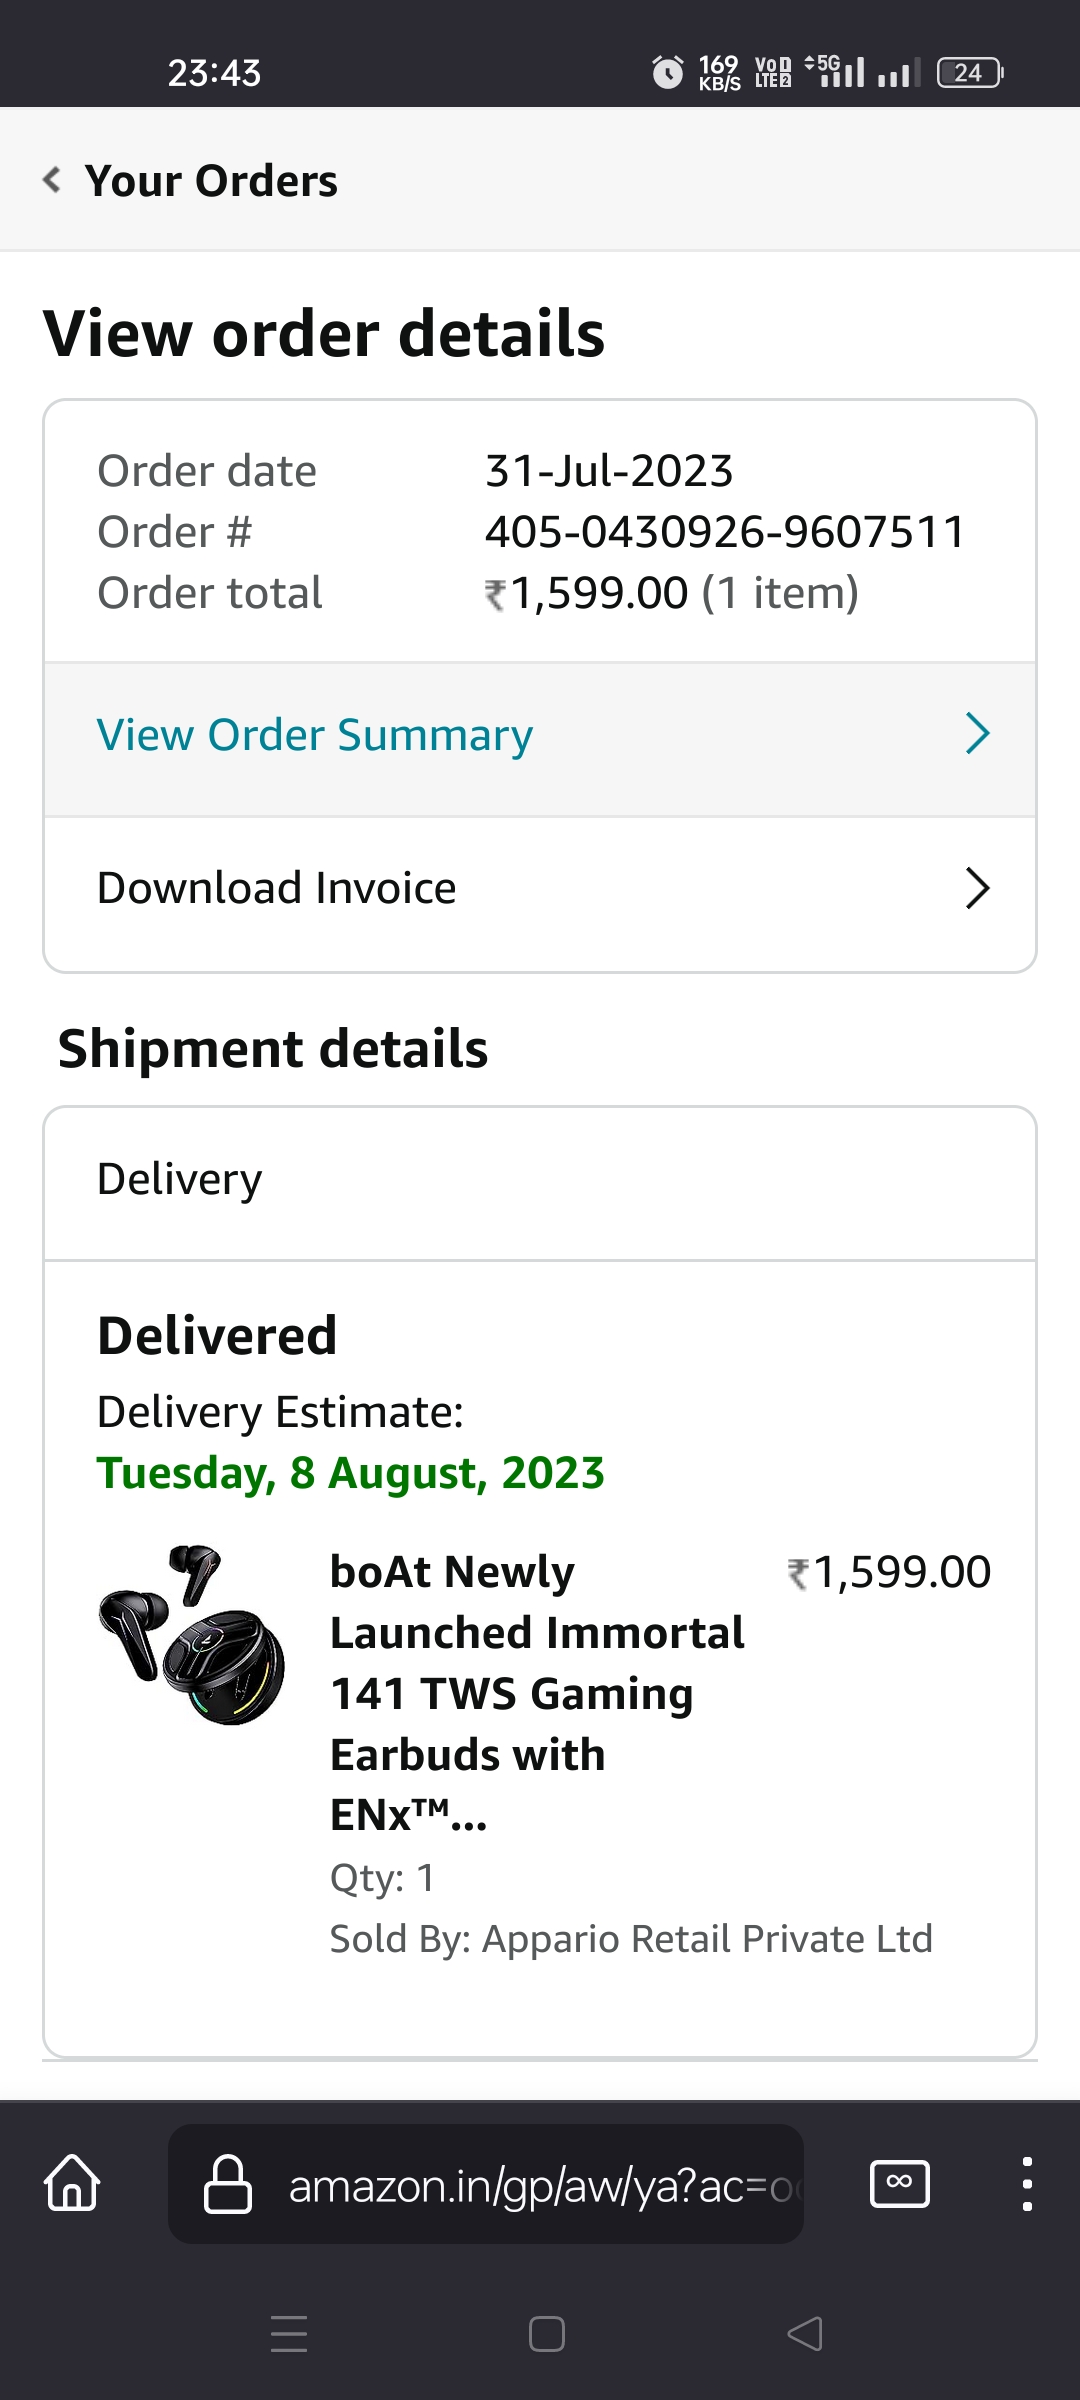 23:43
169 KB/S
VoD LTE 2
5G
24
Your Orders
View order details
Order date 31-Jul-2023
Order # 405-0430926-9607511
Order total ₹1,599.00 (1 item)
View Order Summary
Download Invoice
Shipment details
Delivery
Delivered
Delivery Estimate:
Tuesday, 8 August, 2023
boAt Newly ₹1,599.00
Launched Immortal
141 TWS Gaming
Earbuds with
ENx™...
Qty: 1
Sold By: Appario Retail Private Ltd
amazon.in/gp/aw/ya?ac=o